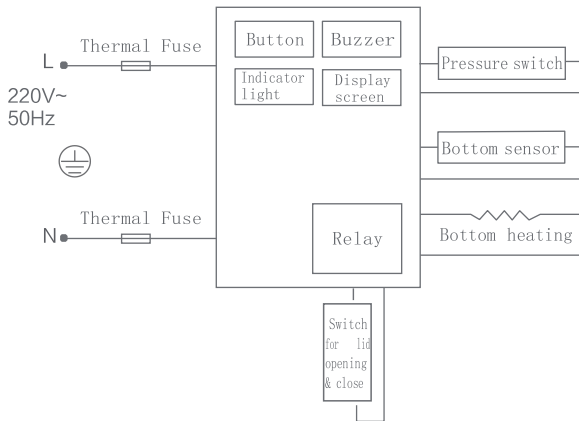 Thermal Fuse
L
220V~
50Hz
N
Thermal Fuse
Button
Buzzer
Indicator
light
Display
screen
Relay
Switch
for lid
opening
& close
Pressure switch
Bottom sensor
Bottom heating